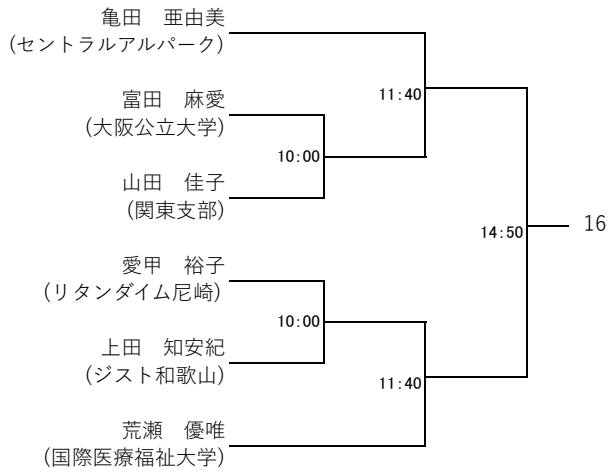 亀田　亜由美
(セントラルアルパーク)
11:40
富田　麻愛
(大阪公立大学)
10:00
山田　佳子
(関東支部)
14:50
16
愛甲　裕子
(リタンダイム尼崎)
10:00
上田　知安紀
(ジスト和歌山)
11:40
荒瀬　優唯
(国際医療福祉大学)